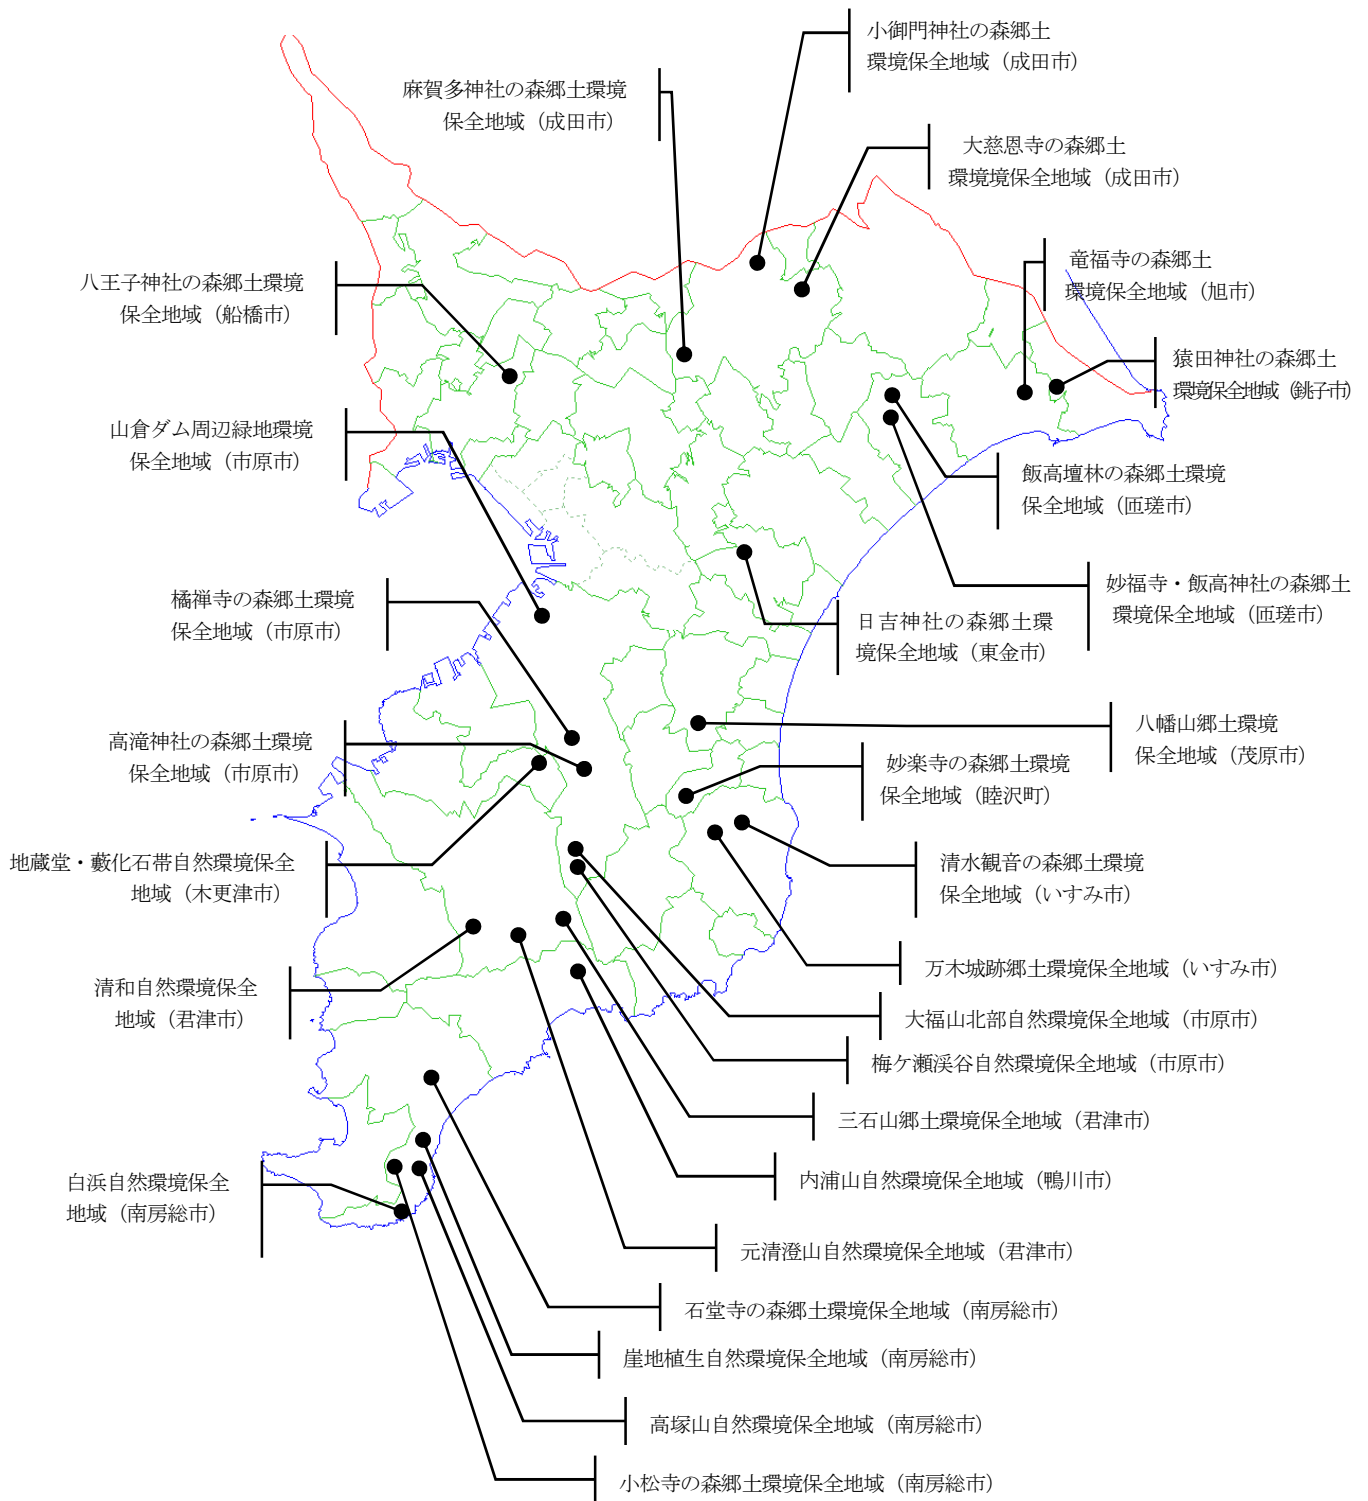 小御門神社の森郷土
環境保全地域（成田市）
麻賀多神社の森郷土環境
保全地域（成田市）
大慈恩寺の森郷土
環境境保全地域（成田市）
竜福寺の森郷土
環境保全地域（旭市）
八王子神社の森郷土環境
保全地域（船橋市）
猿田神社の森郷土
環境保全地域（銚子市）
山倉ダム周辺緑地環境
保全地域（市原市）
飯高壇林の森郷土環境
保全地域（匝瑳市）
妙福寺・飯高神社の森郷土
環境保全地域（匝瑳市）
橘禅寺の森郷土環境
保全地域（市原市）
日吉神社の森郷土環
境保全地域（東金市）
高滝神社の森郷土環境
保全地域（市原市）
八幡山郷土環境
保全地域（茂原市）
妙楽寺の森郷土環境
保全地域（睦沢町）
地蔵堂・藪化石帯自然環境保全
地域（木更津市）
清水観音の森郷土環境
保全地域（いすみ市）
万木城跡郷土環境保全地域（いすみ市）
清和自然環境保全
地域（君津市）
大福山北部自然環境保全地域（市原市）
梅ケ瀬渓谷自然環境保全地域（市原市）
三石山郷土環境保全地域（君津市）
内浦山自然環境保全地域（鴨川市）
白浜自然環境保全
地域（南房総市）
元清澄山自然環境保全地域（君津市）
石堂寺の森郷土環境保全地域（南房総市）
崖地植生自然環境保全地域（南房総市）
高塚山自然環境保全地域（南房総市）
小松寺の森郷土環境保全地域（南房総市）